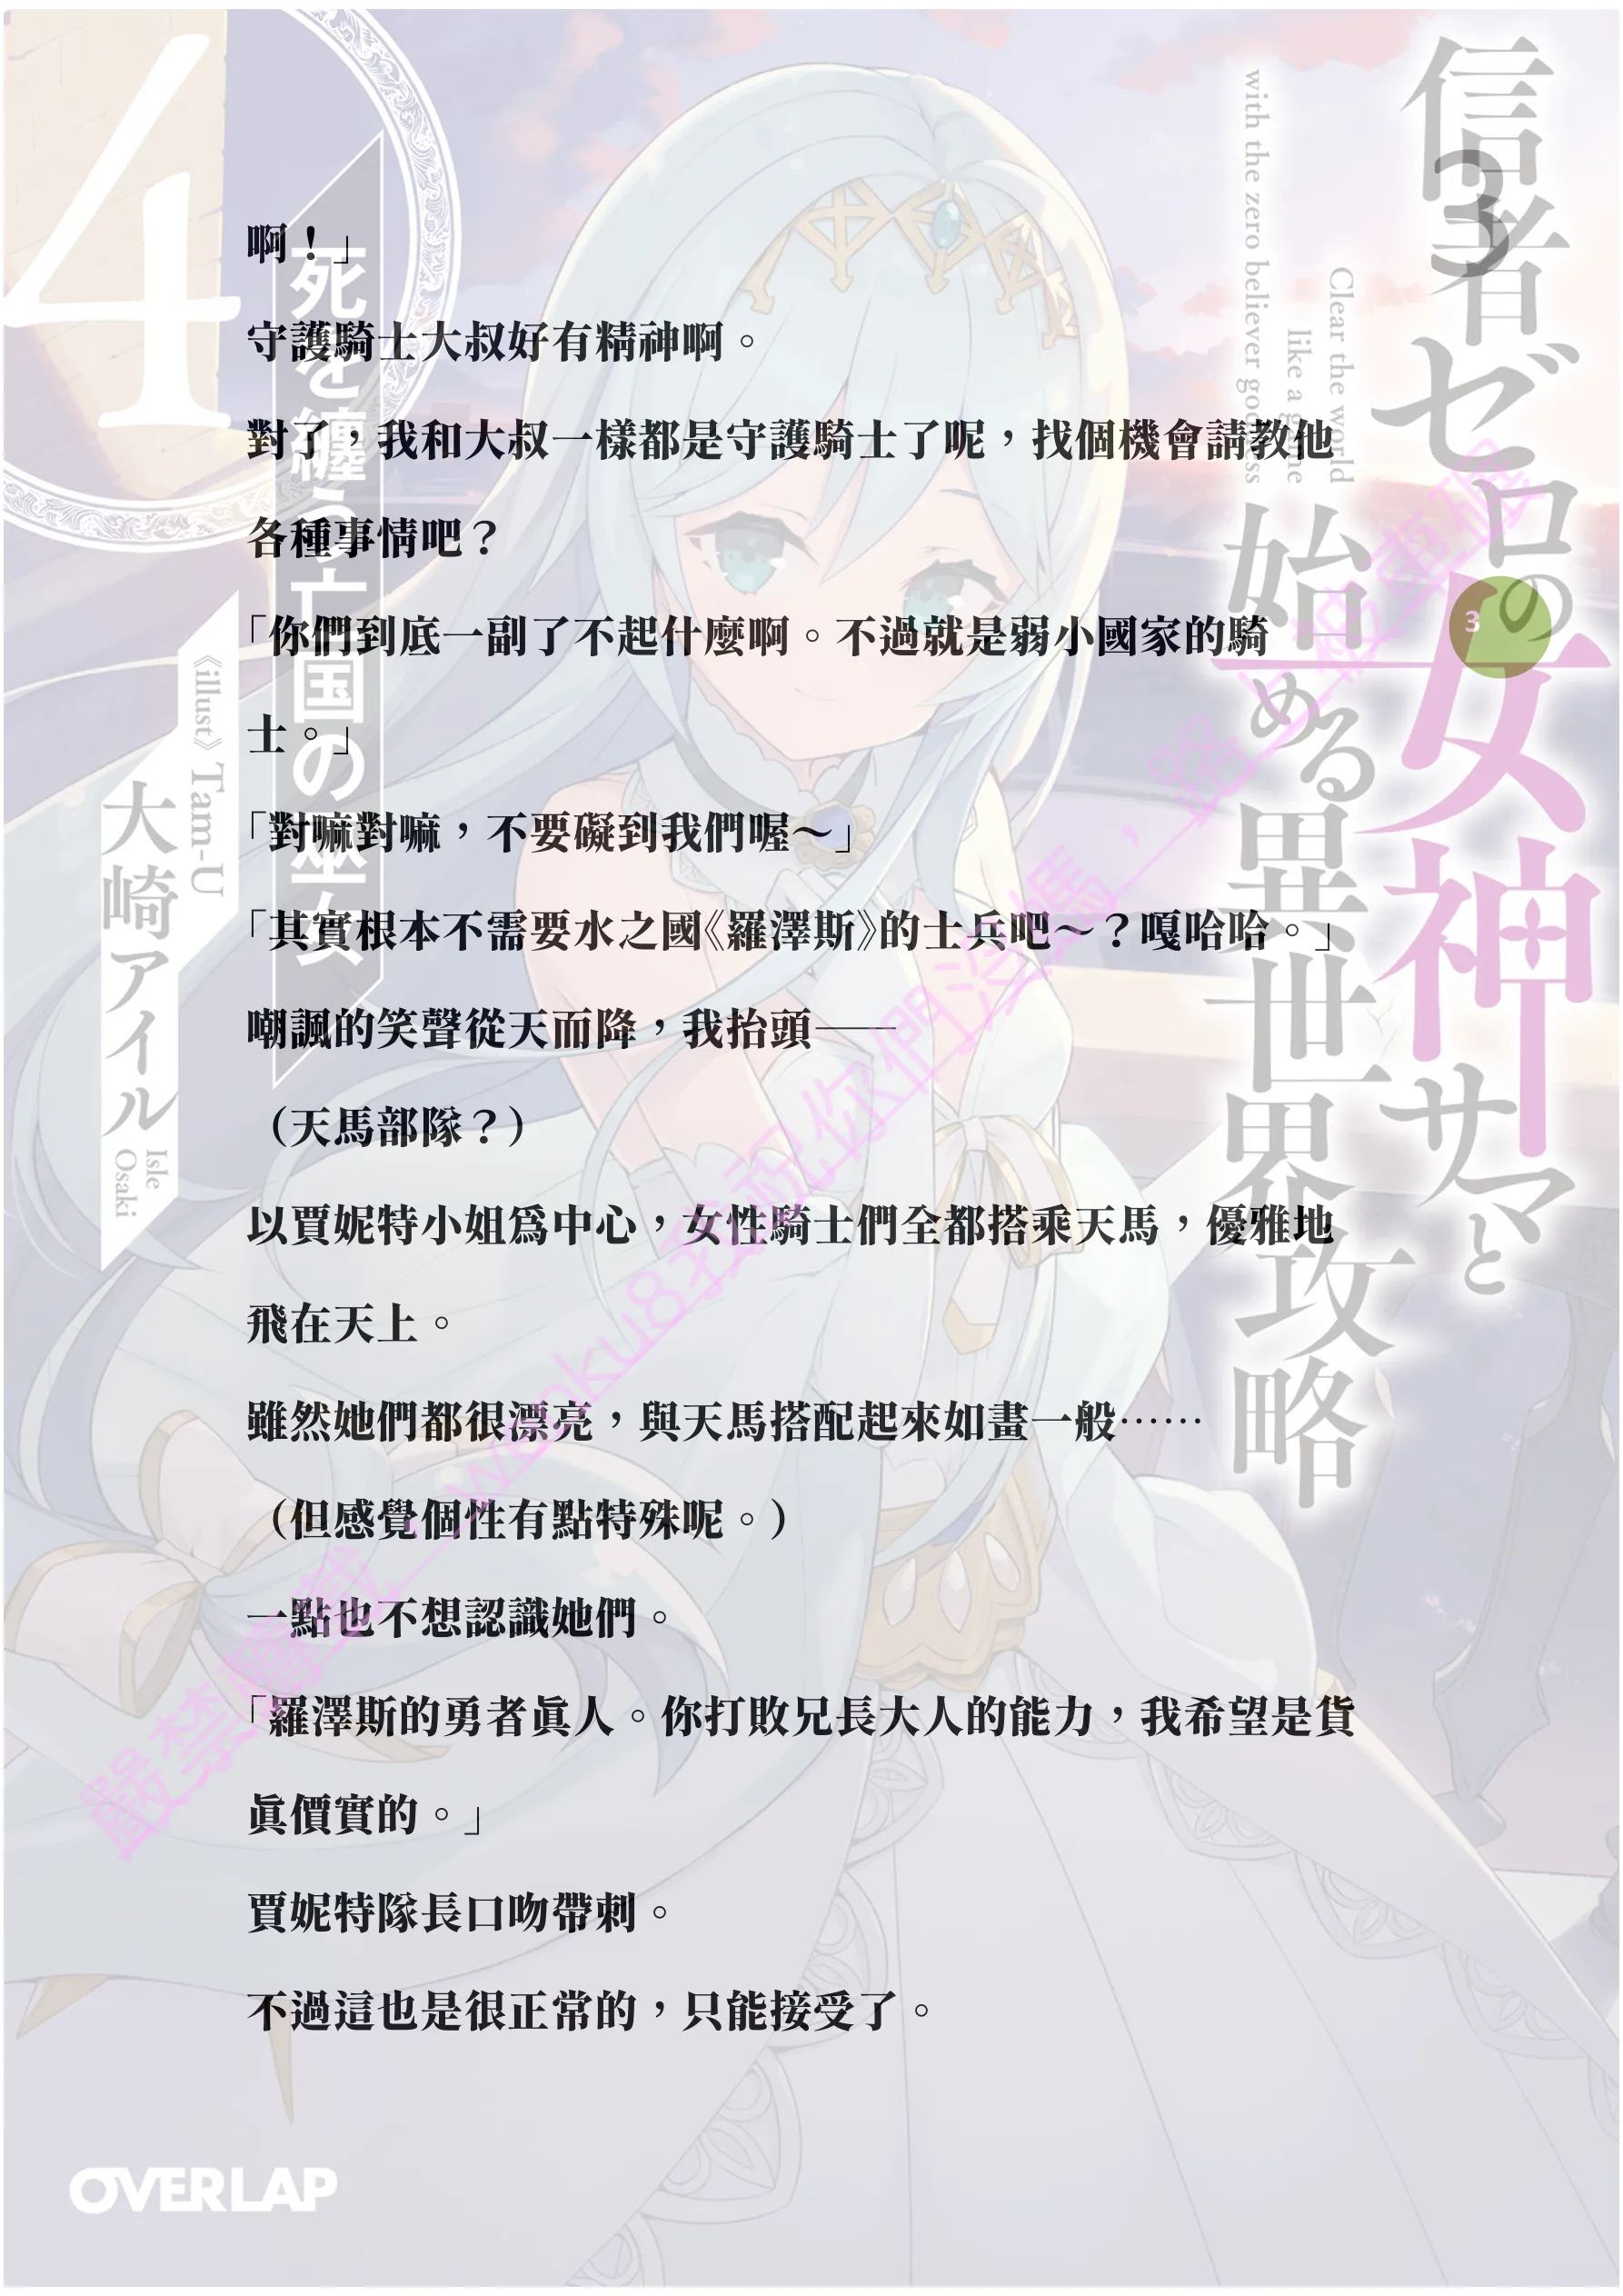 啊！」
守護騎士大叔好有精神啊。
對了，我和大叔一樣都是守護騎士了呢，找個機會請教他
各種事情吧？
「你們到底一副了不起什麼啊。不過就是弱小國家的騎
士。」
「對嘛對嘛，不要礙到我們喔～」
「其實根本不需要水之國《羅澤斯》的士兵吧～？嘎哈哈。」
嘲諷的笑聲從天而降，我抬頭——
（天馬部隊？）
以賈妮特小姐爲中心，女性騎士們全都搭乘天馬，優雅地
飛在天上。
雖然她們都很漂亮，與天馬搭配起來如畫一般……
（但感覺個性有點特殊呢。）
一點也不想認識她們。
「羅澤斯的勇者眞人。你打敗兄長大人的能力，我希望是貨
眞價實的。」
賈妮特隊長口吻帶刺。
不過這也是很正常的，只能接受了。
信者ゼロの女神サマと
始める異世界攻略
Clear the world
like a game
with the zero believer goddess
3
3
4
死を纏う亡国の巫女
《illust》Tam-U
大崎アイル
Isle
Osaki
OVERLAP